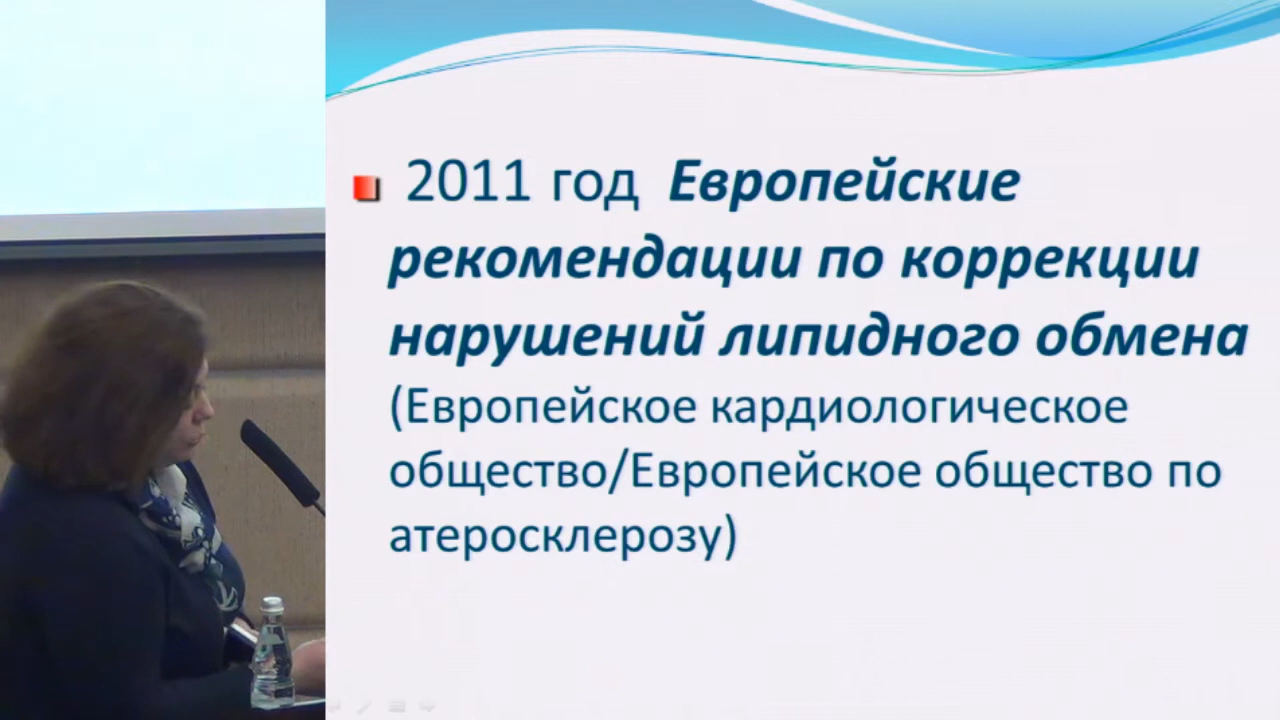 2011 год Европейские
рекомендации по коррекции
нарушений липидного обмена
(Европейское кардиологическое
общество/Европейское общество по
атеросклерозу)